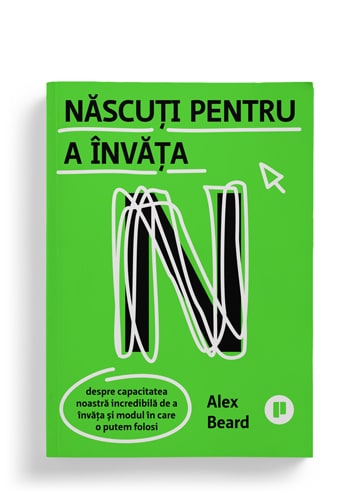 NĂSCUȚI PENTRU
A ÎNVĂȚA
N
despre capacitatea
noastră incredibilă de a
învăța și modul în care
o putem folosi
Alex
Beard